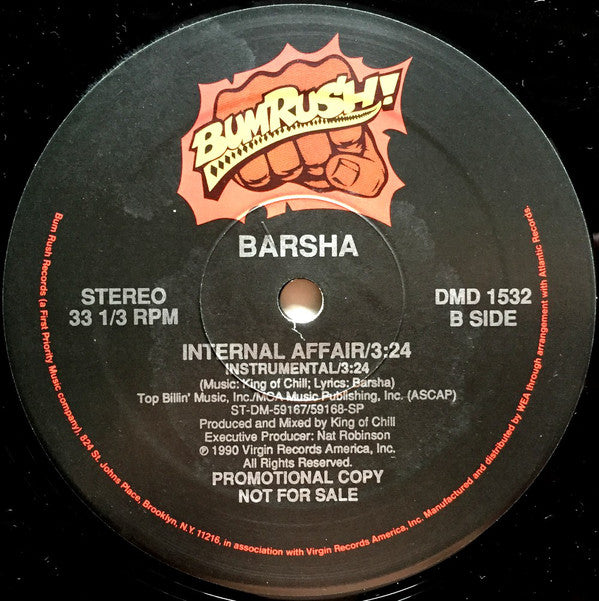 BUMRUSH!
BARSHA
STEREO
33 1/3 RPM
DMD 1532
B SIDE
INTERNAL AFFAIR/3:24
INSTRUMENTAL/3:24
(Music: King of Chill; Lyrics: Barsha)
Top Billin' Music, Inc./MCA Music Publishing, Inc. (ASCAP)
ST-DM-59167/59168-SP
Produced and Mixed by King of Chill
Executive Producer: Nat Robinson
℗ 1990 Virgin Records America, Inc.
All Rights Reserved.
PROMOTIONAL COPY
NOT FOR SALE
Bum Rush Records (a First Priority Music company), 824 St. Johns Place, Brooklyn, N.Y. 11216, in association with Virgin Records America, Inc. Manufactured and distributed by WEA through arrangement with Atlantic Records.